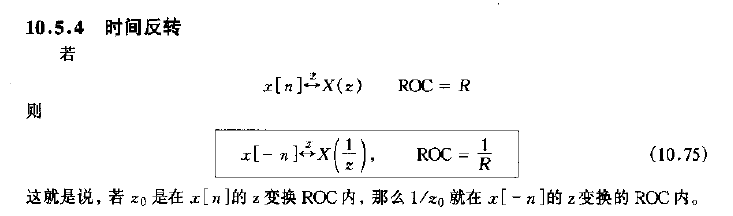 10.5.4 时间反转
若
x[n]↔^z X(z) ROC = R
则
x[-n]↔^z X(1/z), ROC = 1/R (10.75)
这就是说，若 z₀ 是在 x[n]的 z 变换 ROC 内，那么 1/z₀ 就在 x[-n]的 z 变换的 ROC 内。